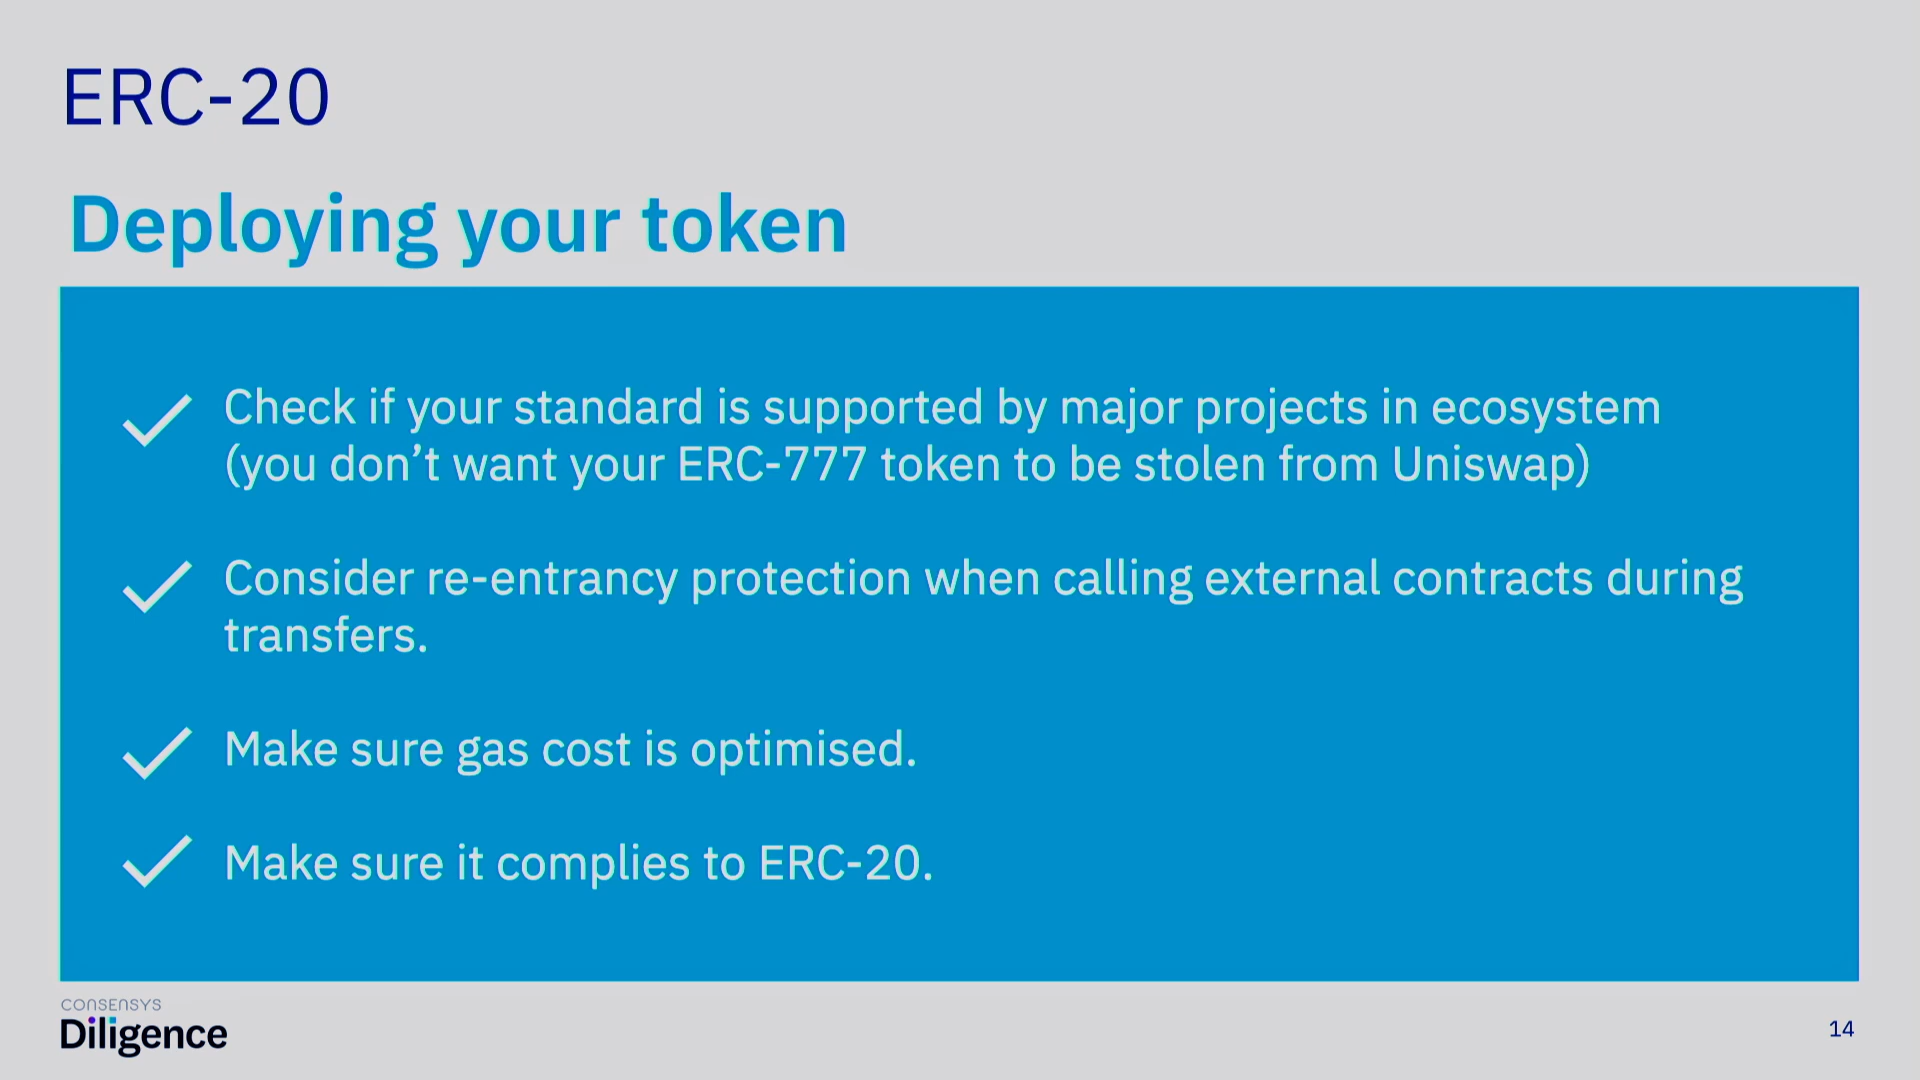 ERC-20
Deploying your token
Check if your standard is supported by major projects in ecosystem
(you don’t want your ERC-777 token to be stolen from Uniswap)
Consider re-entrancy protection when calling external contracts during
transfers.
Make sure gas cost is optimised.
Make sure it complies to ERC-20.
CONSENSYS
Diligence
14